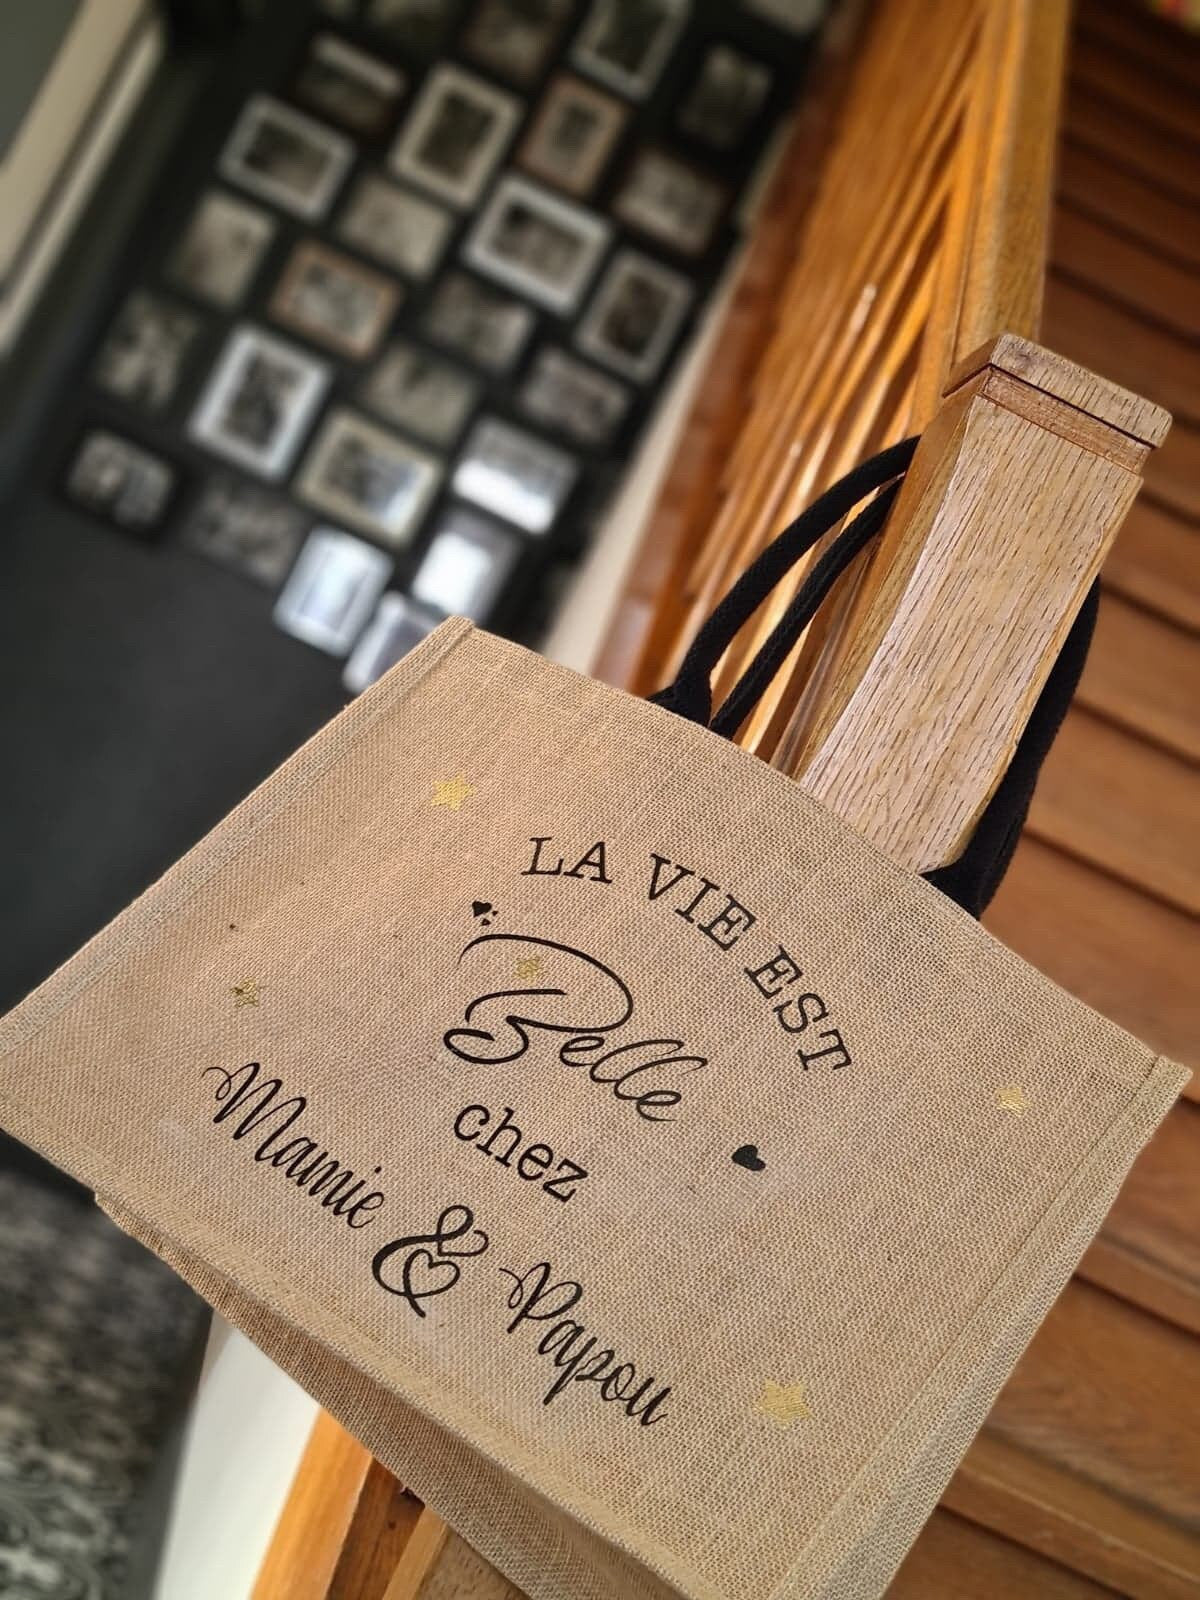 LA VIE EST
Belle
chez
Mamie & Papou